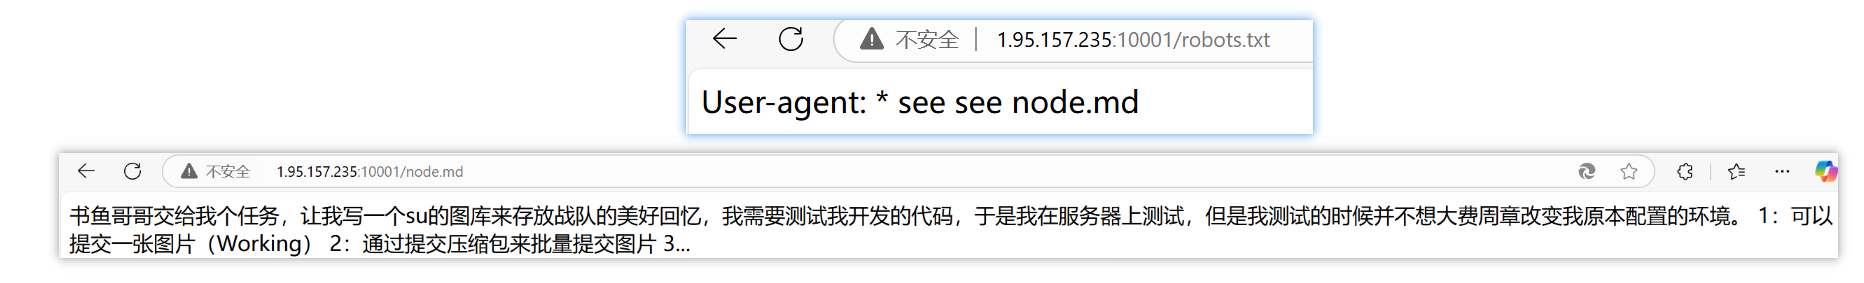 不安全 1.95.157.235:10001/robots.txt
User-agent: * see see node.md
不安全 1.95.157.235:10001/node.md
书鱼哥哥交给我个任务，让我写一个su的图库来存放战队的美好回忆，我需要测试我开发的代码，于是我在服务器上测试，但是我测试的时候并不想大费周章改变我原本配置的环境。 1：可以
提交一张图片（Working） 2：通过提交压缩包来批量提交图片 3...